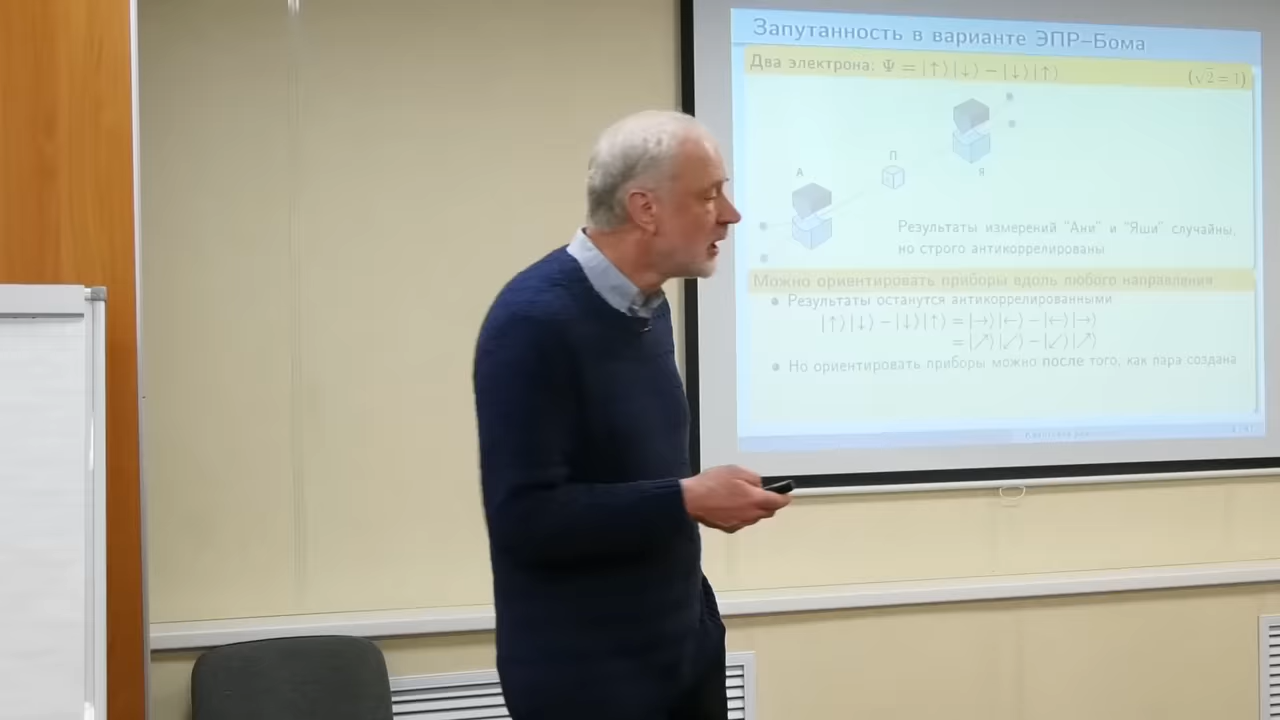 Запутанность в варианте ЭПР–Бома
Два электрона: Ψ = |↑⟩|↓⟩ − |↓⟩|↑⟩ (√2 = 1)
П
А
Я
Результаты измерений "Ани" и "Яши" случайны,
но строго антикоррелированы
Можно ориентировать приборы вдоль любого направления
• Результаты останутся антикоррелированными
|↑⟩|↓⟩ − |↓⟩|↑⟩ = |→⟩|←⟩ − |←⟩|→⟩
= |↗⟩|↙⟩ − |↙⟩|↗⟩
• Но ориентировать приборы можно после того, как пара создана